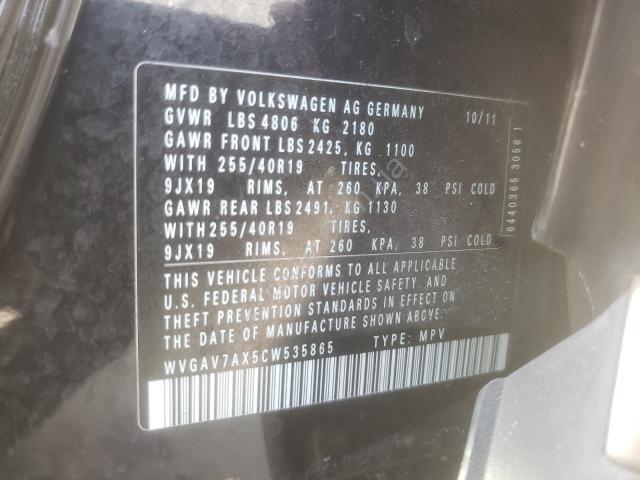 MFD BY VOLKSWAGEN AG GERMANY 10/11
GVWR LBS 4806 KG 2180
GAWR FRONT LBS 2425, KG 1100
WITH 255/40R19 TIRES,
9JX19 RIMS, AT 260 KPA, 38 PSI COLD
GAWR REAR LBS 2491, KG 1130
WITH 255/40R19 TIRES,
9JX19 RIMS, AT 260 KPA, 38 PSI COLD
THIS VEHICLE CONFORMS TO ALL APPLICABLE
U.S. FEDERAL MOTOR VEHICLE SAFETY AND
THEFT PREVENTION STANDARDS IN EFFECT ON
THE DATE OF MANUFACTURE SHOWN ABOVE.
WVGAV7AX5CW535865 TYPE: MPV
6440365 3056 1